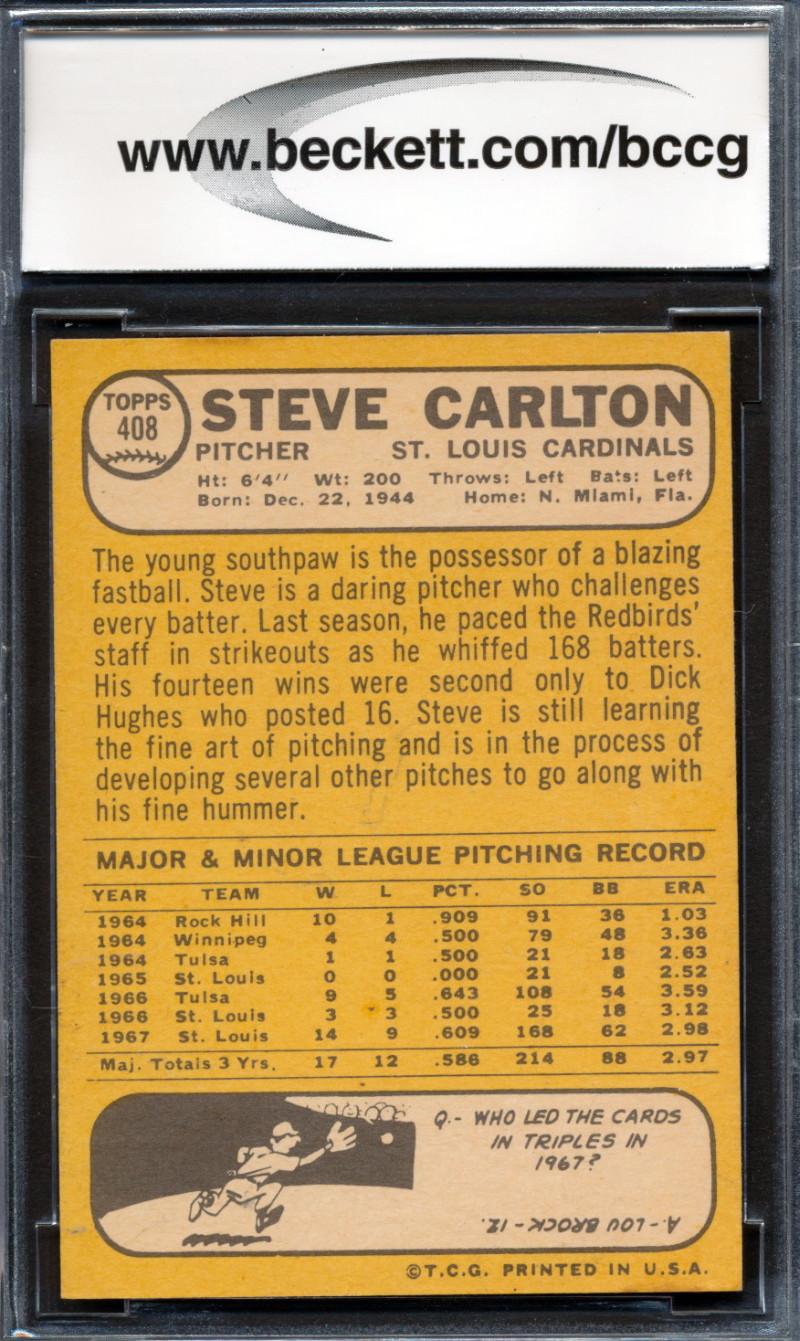 www.beckett.com/bccg
TOPPS
408
STEVE CARLTON
PITCHER ST. LOUIS CARDINALS
Ht: 6'4'' Wt: 200 Throws: Left Bats: Left
Born: Dec. 22, 1944 Home: N. Miami, Fla.
The young southpaw is the possessor of a blazing
fastball. Steve is a daring pitcher who challenges
every batter. Last season, he paced the Redbirds'
staff in strikeouts as he whiffed 168 batters.
His fourteen wins were second only to Dick
Hughes who posted 16. Steve is still learning
the fine art of pitching and is in the process of
developing several other pitches to go along with
his fine hummer.
MAJOR & MINOR LEAGUE PITCHING RECORD
YEAR TEAM W L PCT. SO BB ERA
1964 Rock Hill 10 1 .909 91 36 1.03
1964 Winnipeg 4 4 .500 79 48 3.36
1964 Tulsa 1 1 .500 21 18 2.63
1965 St. Louis 0 0 .000 21 8 2.52
1966 Tulsa 9 5 .643 108 54 3.59
1966 St. Louis 3 3 .500 25 18 3.12
1967 St. Louis 14 9 .609 168 62 2.98
Maj. Totals 3 Yrs. 17 12 .586 214 88 2.97
Q.- WHO LED THE CARDS
IN TRIPLES IN
1967?
A.- LOU BROCK - 12.
©T.C.G. PRINTED IN U.S.A.